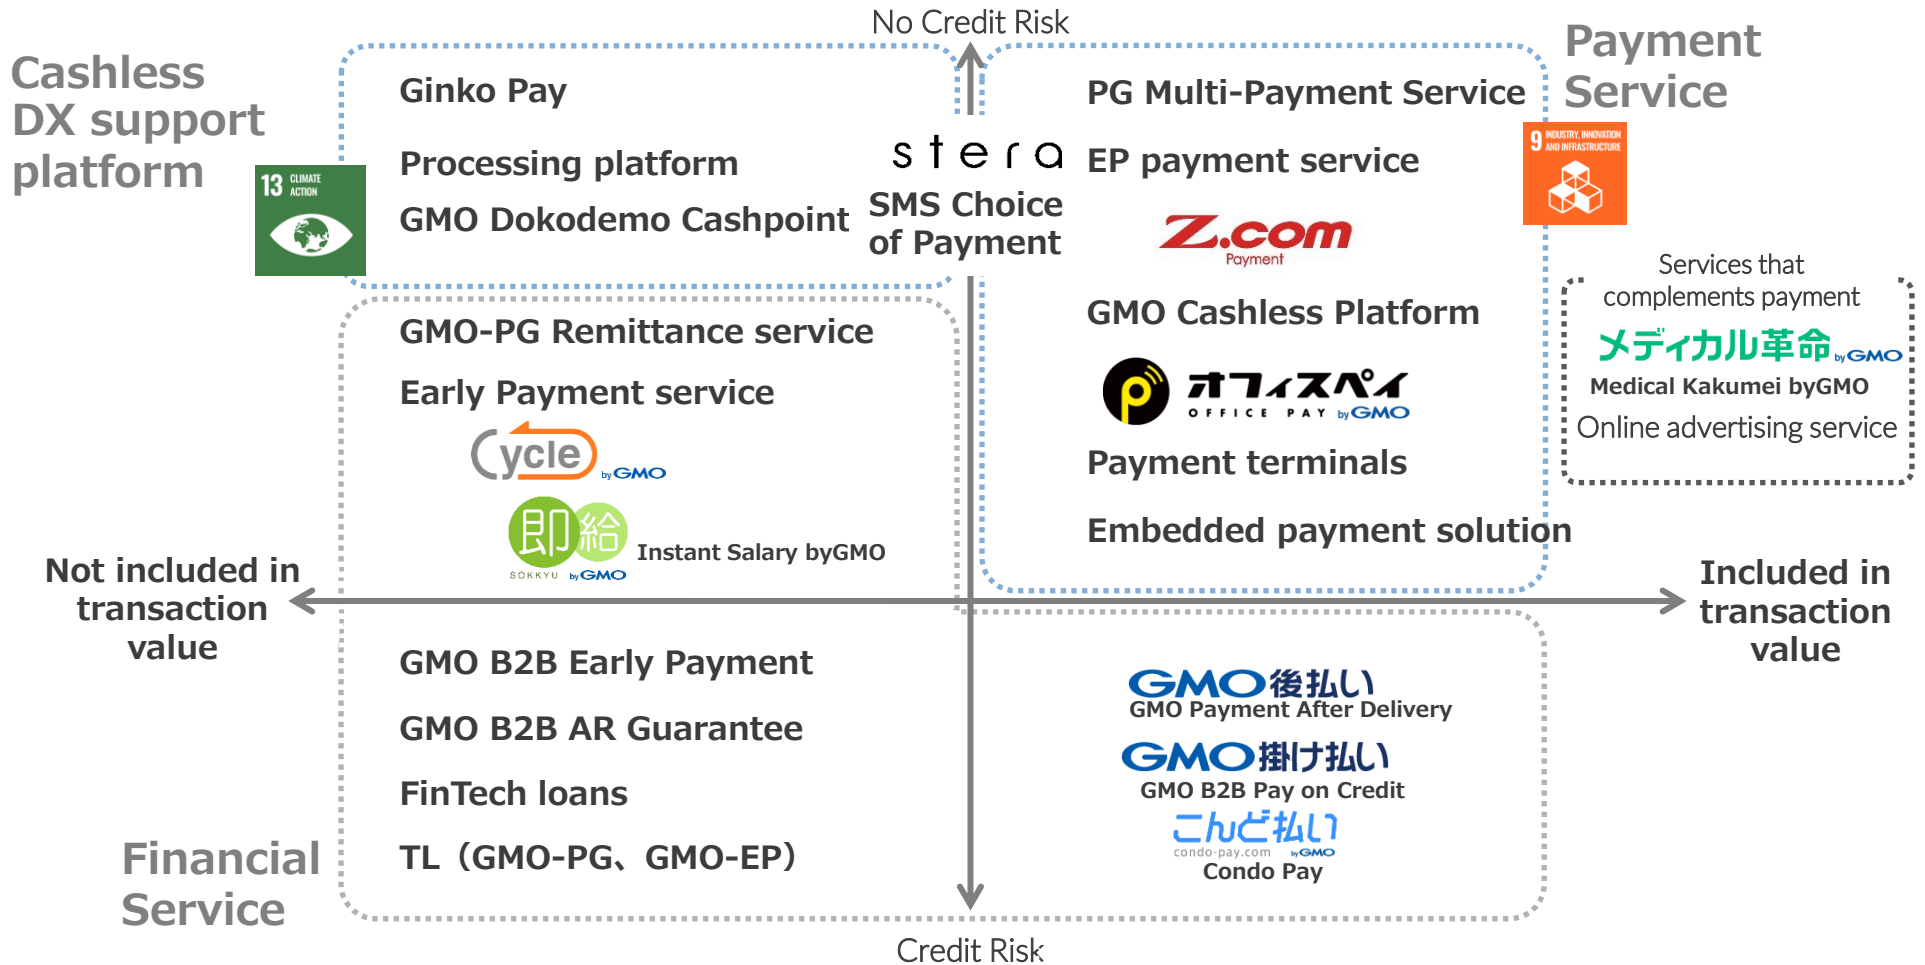 No Credit Risk
Cashless
DX support
platform
13 CLIMATE
ACTION
Ginko Pay
Processing platform
GMO Dokodemo Cashpoint
stera
SMS Choice
of Payment
Payment
Service
9 INDUSTRY, INNOVATION
AND INFRASTRUCTURE
PG Multi-Payment Service
EP payment service
Z.com
Payment
GMO Cashless Platform
オフィスペイ
OFFICE PAY byGMO
Payment terminals
Embedded payment solution
Services that
complements payment
メディカル革命 byGMO
Medical Kakumei byGMO
Online advertising service
GMO-PG Remittance service
Early Payment service
Cycle
byGMO
即給
SOKKYU byGMO
Instant Salary byGMO
Not included in
transaction
value
Included in
transaction
value
GMO B2B Early Payment
GMO B2B AR Guarantee
FinTech loans
TL（GMO-PG、GMO-EP）
Financial
Service
GMO後払い
GMO Payment After Delivery
GMO掛け払い
GMO B2B Pay on Credit
こんど払い
condo-pay.com byGMO
Condo Pay
Credit Risk